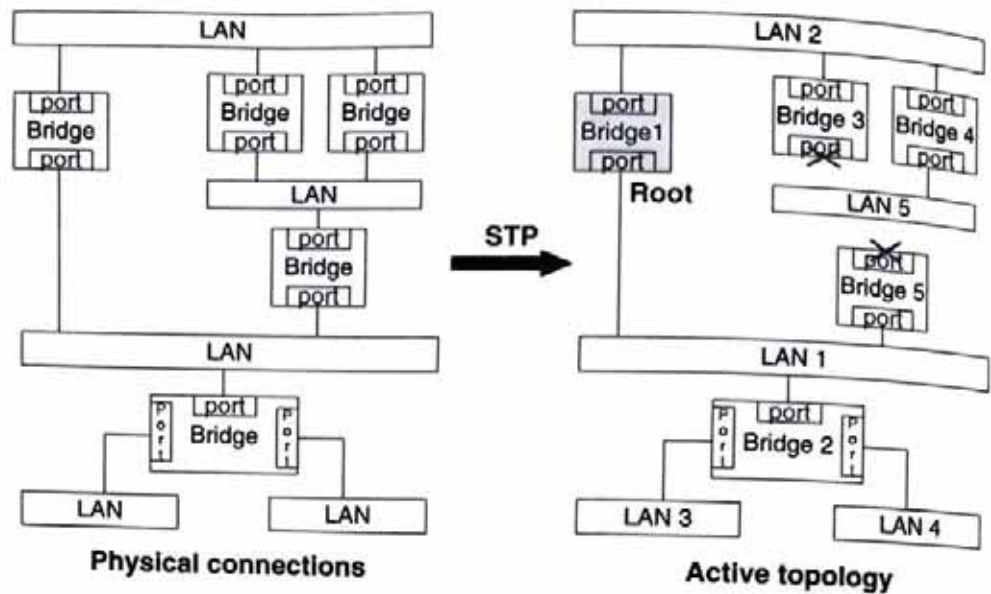 LAN
port
Bridge
port
port
Bridge
port
port
Bridge
port
LAN
port
Bridge
port
LAN
port
Port
Bridge
Port
LAN
LAN
Physical connections
STP
LAN 2
port
Bridge1
port
Root
port
Bridge 3
port
port
Bridge 4
port
LAN 5
port
Bridge 5
port
LAN 1
port
Port
Bridge 2
Port
LAN 3
LAN 4
Active topology